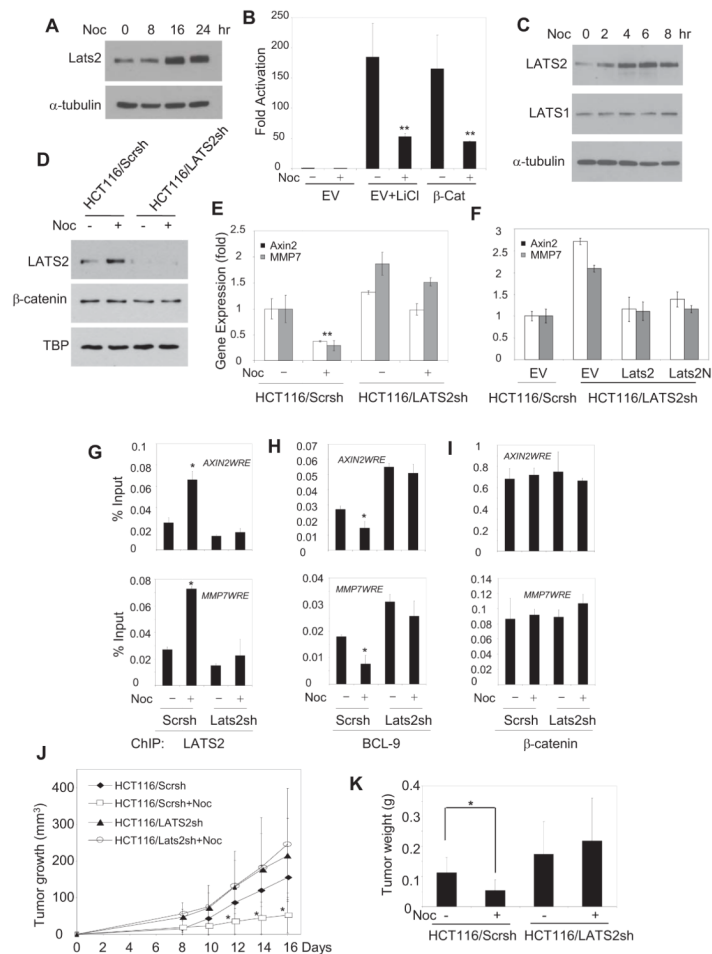 A
Noc 0 8 16 24 hr
Lats2
α-tubulin
B
Fold Activation
250
200
150
100
50
0
**
**
Noc − + − + − +
EV EV+LiCl β-Cat
C
Noc 0 2 4 6 8 hr
LATS2
LATS1
α-tubulin
D
HCT116/Scrsh
HCT116/LATS2sh
Noc - + - +
LATS2
β-catenin
TBP
E
Gene Expression (fold)
2.5
2
1.5
1
0.5
0
Axin2
MMP7
**
Noc − + − +
HCT116/Scrsh HCT116/LATS2sh
F
3
2.5
2
1.5
1
0.5
0
Axin2
MMP7
EV EV Lats2 Lats2N
HCT116/Scrsh HCT116/LATS2sh
G
% Input
0.1
0.08
0.06
0.04
0.02
0
AXIN2WRE
*
% Input
0.08
0.06
0.04
0.02
0
MMP7WRE
*
Noc − + − +
Scrsh Lats2sh
ChIP: LATS2
H
0.07
0.06
0.05
0.04
0.03
0.02
0.01
0
AXIN2WRE
*
0.04
0.03
0.02
0.01
0
MMP7WRE
*
− + − +
Scrsh Lats2sh
BCL-9
I
1
0.8
0.6
0.4
0.2
0
AXIN2WRE
0.14
0.12
0.10
0.08
0.06
0.04
0.02
0
MMP7WRE
Noc − + − +
Scrsh Lats2sh
β-catenin
J
Tumor growth (mm3)
400
300
200
100
0
HCT116/Scrsh
HCT116/Scrsh+Noc
HCT116/LATS2sh
HCT116/Lats2sh+Noc
* * *
0 2 4 6 8 10 12 14 16 Days
K
Tumor weight (g)
0.4
0.3
0.2
0.1
0
*
Noc - + - +
HCT116/Scrsh HCT116/LATS2sh